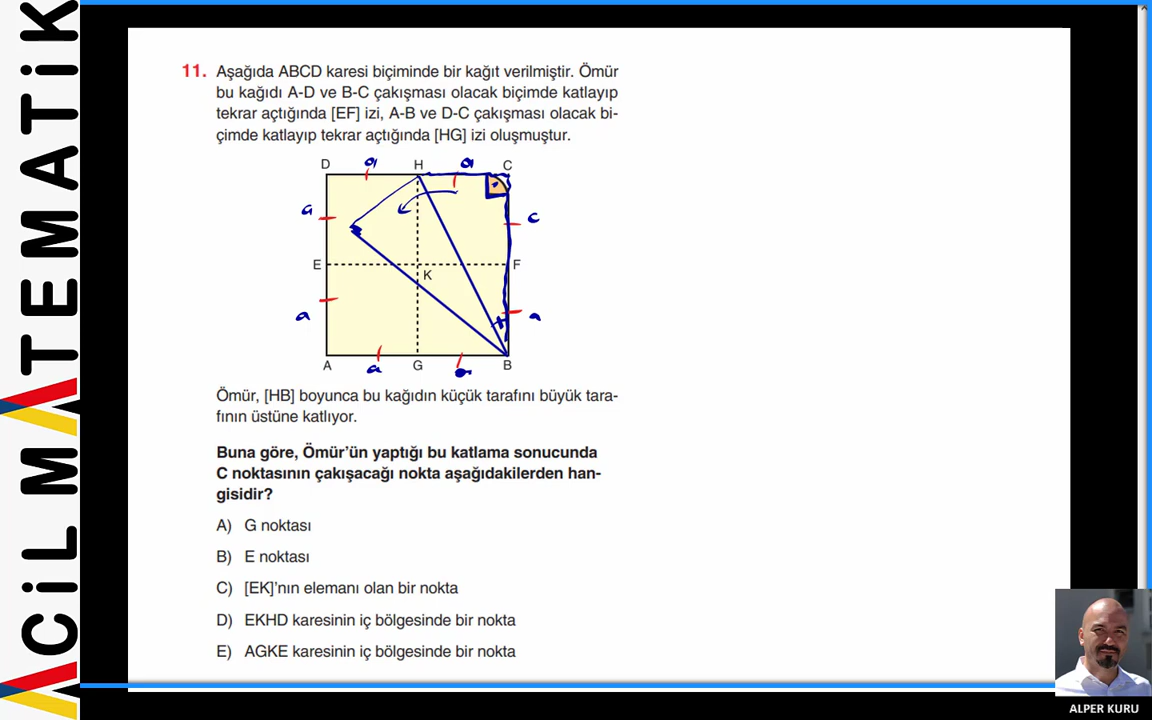 ACiL MATEMATiK
11. Aşağıda ABCD karesi biçiminde bir kağıt verilmiştir. Ömür
bu kağıdı A-D ve B-C çakışması olacak biçimde katlayıp
tekrar açtığında [EF] izi, A-B ve D-C çakışması olacak bi-
çimde katlayıp tekrar açtığında [HG] izi oluşmuştur.
a a
D H C
a c
E K F
a a
A G B
a a
Ömür, [HB] boyunca bu kağıdın küçük tarafını büyük tara-
fının üstüne katlıyor.
Buna göre, Ömür'ün yaptığı bu katlama sonucunda
C noktasının çakışacağı nokta aşağıdakilerden han-
gisidir?
A) G noktası
B) E noktası
C) [EK]'nın elemanı olan bir nokta
D) EKHD karesinin iç bölgesinde bir nokta
E) AGKE karesinin iç bölgesinde bir nokta
ALPER KURU